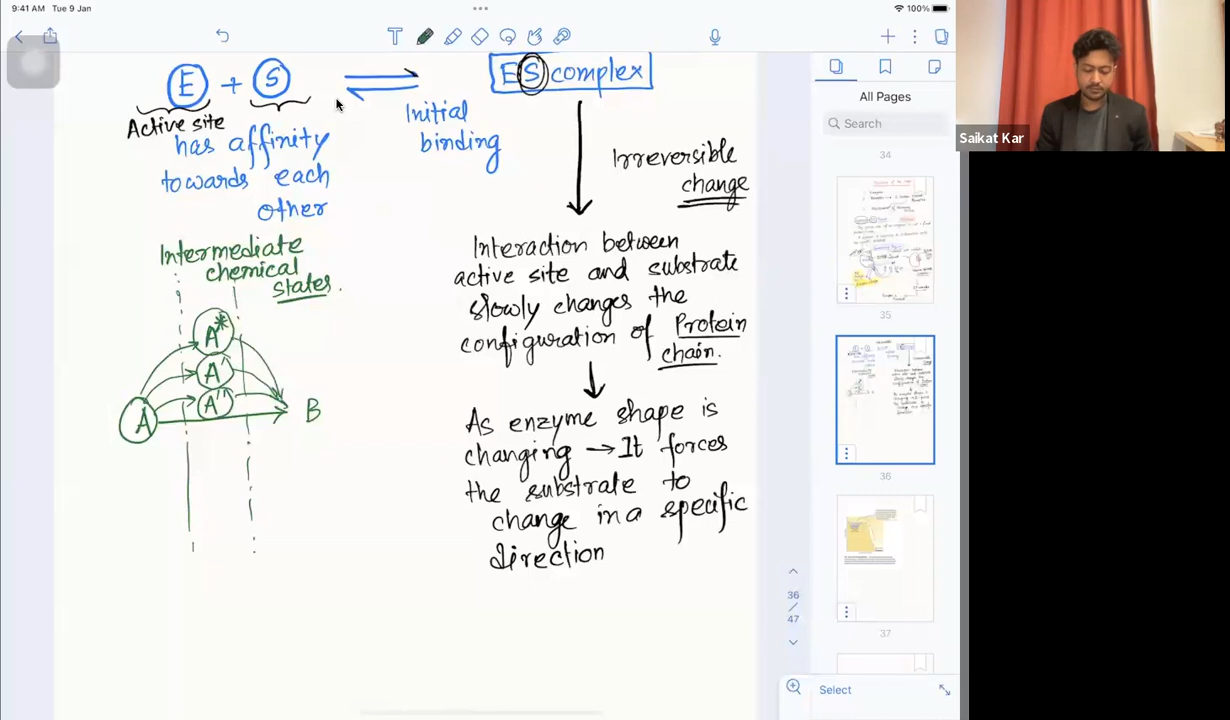 9:41 AM Tue 9 Jan
100%
E + S
ES complex
Active site
has affinity
towards each
other
Initial
binding
Irreversible
change
Intermediate
chemical
states.
A*
A'
A''
A
B
Interaction between
active site and substrate
slowly changes the
configuration of Protein
chain.
As enzyme shape is
changing → It forces
the substrate to
change in a specific
direction
36
/
47
All Pages
Search
34
35
36
37
Select
Saikat Kar